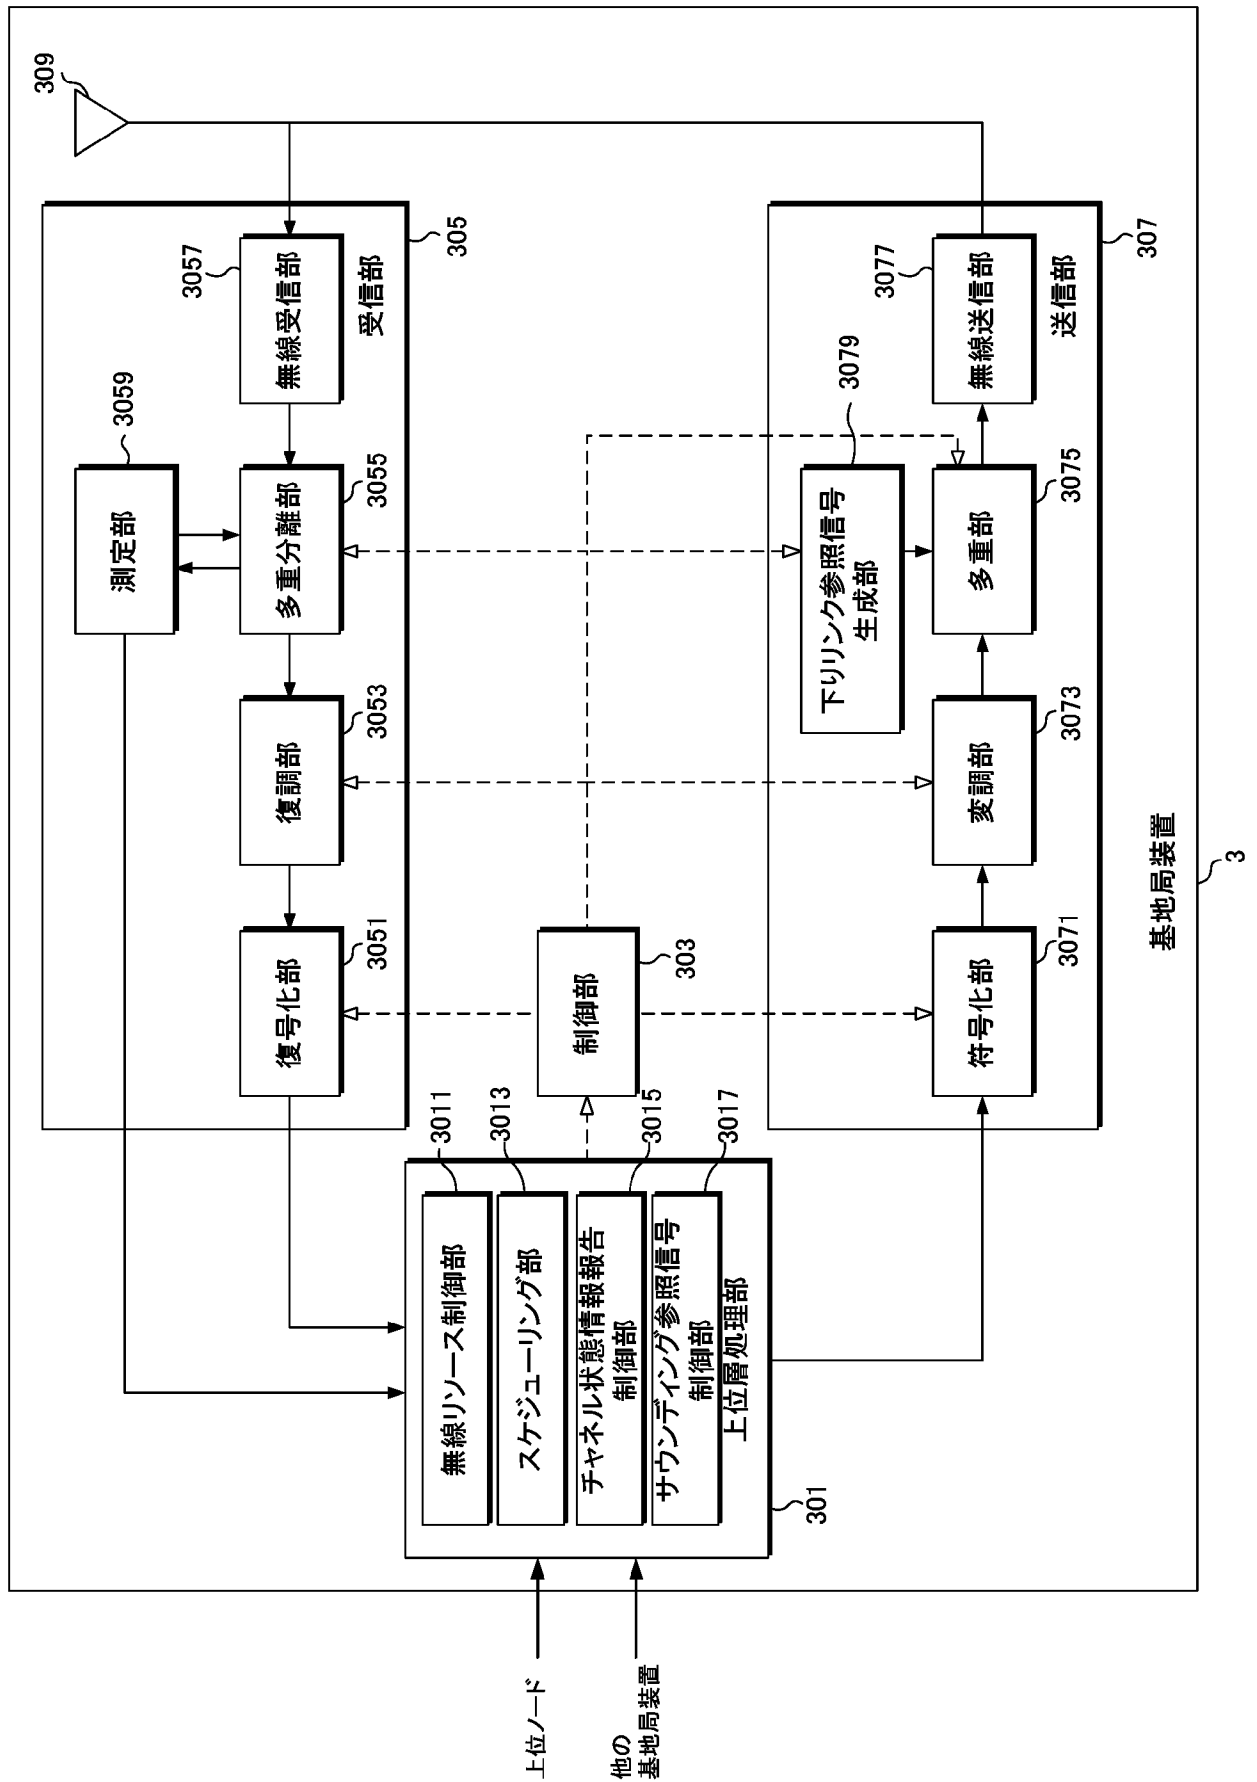 309
3057
無線受信部
受信部
305
3059
測定部
多重分離部
3055
復調部
3053
復号化部
3051
制御部
303
無線リソース制御部
3011
スケジューリング部
3013
チャネル状態情報報告
制御部
3015
サウンディング参照信号
制御部
3017
上位層処理部
301
上位ノード
他の
基地局装置
3077
無線送信部
送信部
307
下りリンク参照信号
生成部
3079
多重部
3075
変調部
3073
符号化部
3071
基地局装置
3